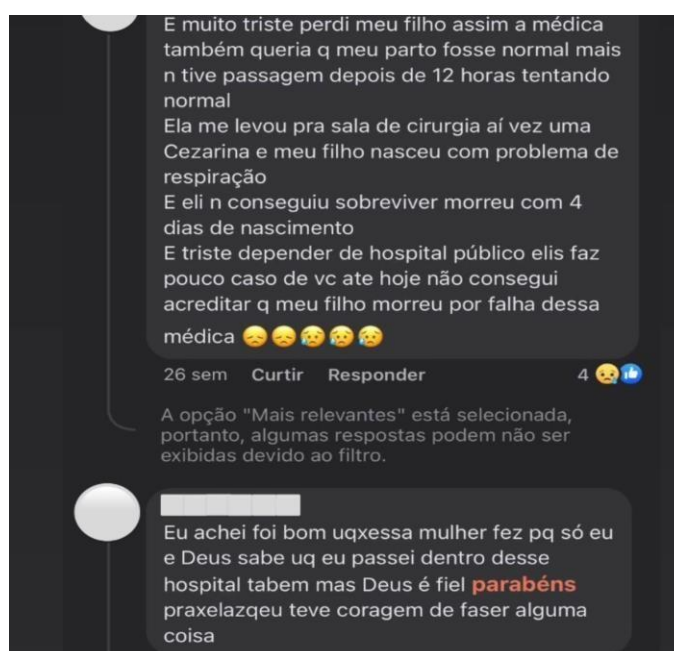 E muito triste perdi meu filho assim a médica
também queria q meu parto fosse normal mais
n tive passagem depois de 12 horas tentando
normal
Ela me levou pra sala de cirurgia aí vez uma
Cezarina e meu filho nasceu com problema de
respiração
E eli n conseguiu sobreviver morreu com 4
dias de nascimento
E triste depender de hospital público elis faz
pouco caso de vc ate hoje não consegui
acreditar q meu filho morreu por falha dessa
médica 😞😞😥😥😥
26 sem Curtir Responder 4
A opção "Mais relevantes" está selecionada,
portanto, algumas respostas podem não ser
exibidas devido ao filtro.
Eu achei foi bom uqxessa mulher fez pq só eu
e Deus sabe uq eu passei dentro desse
hospital tabem mas Deus é fiel parabéns
praxelazqeu teve coragem de faser alguma
coisa